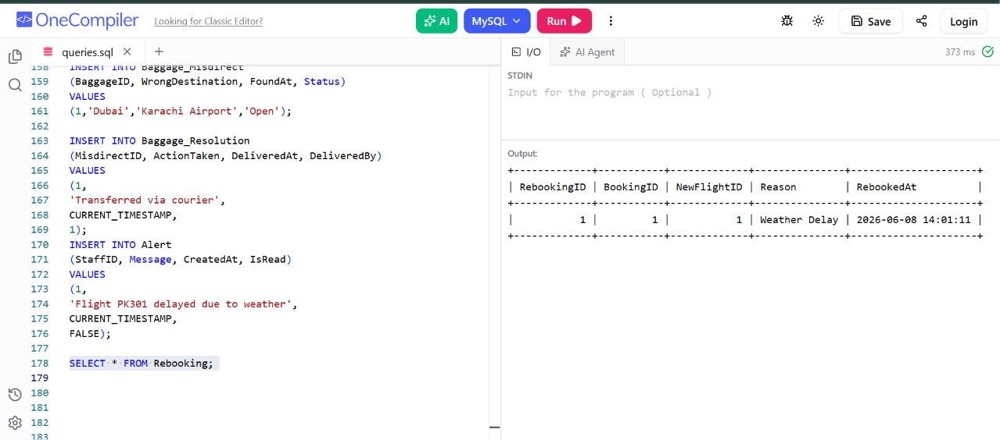 OneCompiler
Looking for Classic Editor?
AI
MySQL
Run
Save
Login
queries.sql
158 INSERT INTO Baggage_Misdirect
159 (BaggageID, WrongDestination, FoundAt, Status)
160 VALUES
161 (1,'Dubai','Karachi Airport','Open');
162
163 INSERT INTO Baggage_Resolution
164 (MisdirectID, ActionTaken, DeliveredAt, DeliveredBy)
165 VALUES
166 (1,
167 'Transferred via courier',
168 CURRENT_TIMESTAMP,
169 1);
170 INSERT INTO Alert
171 (StaffID, Message, CreatedAt, IsRead)
172 VALUES
173 (1,
174 'Flight PK301 delayed due to weather',
175 CURRENT_TIMESTAMP,
176 FALSE);
177
178 SELECT * FROM Rebooking;
179
180
181
182
183
I/O
AI Agent
373 ms
STDIN
Input for the program ( Optional )
Output:
+-------------+-----------+-------------+---------------+---------------------+
| RebookingID | BookingID | NewFlightID | Reason | RebookedAt |
+-------------+-----------+-------------+---------------+---------------------+
| 1 | 1 | 1 | Weather Delay | 2026-06-08 14:01:11 |
+-------------+-----------+-------------+---------------+---------------------+